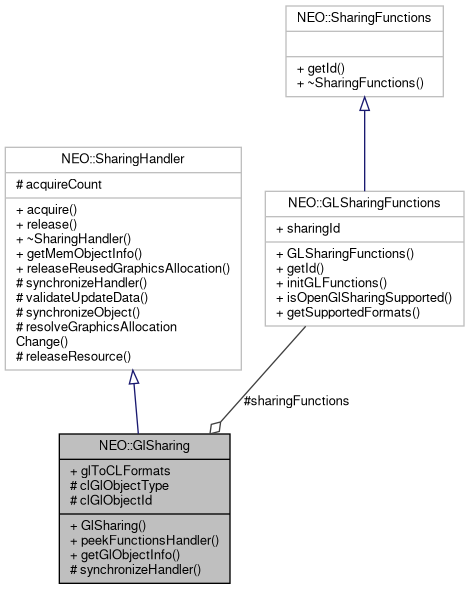 NEO::SharingFunctions
+ getId()
+ ~SharingFunctions()
NEO::SharingHandler
# acquireCount
+ acquire()
+ release()
+ ~SharingHandler()
+ getMemObjectInfo()
+ releaseReusedGraphicsAllocation()
# synchronizeHandler()
# validateUpdateData()
# synchronizeObject()
# resolveGraphicsAllocation
Change()
# releaseResource()
NEO::GLSharingFunctions
+ sharingId
+ GLSharingFunctions()
+ getId()
+ initGLFunctions()
+ isOpenGlSharingSupported()
+ getSupportedFormats()
#sharingFunctions
NEO::GlSharing
+ glToCLFormats
# clGlObjectType
# clGlObjectId
+ GlSharing()
+ peekFunctionsHandler()
+ getGlObjectInfo()
# synchronizeHandler()